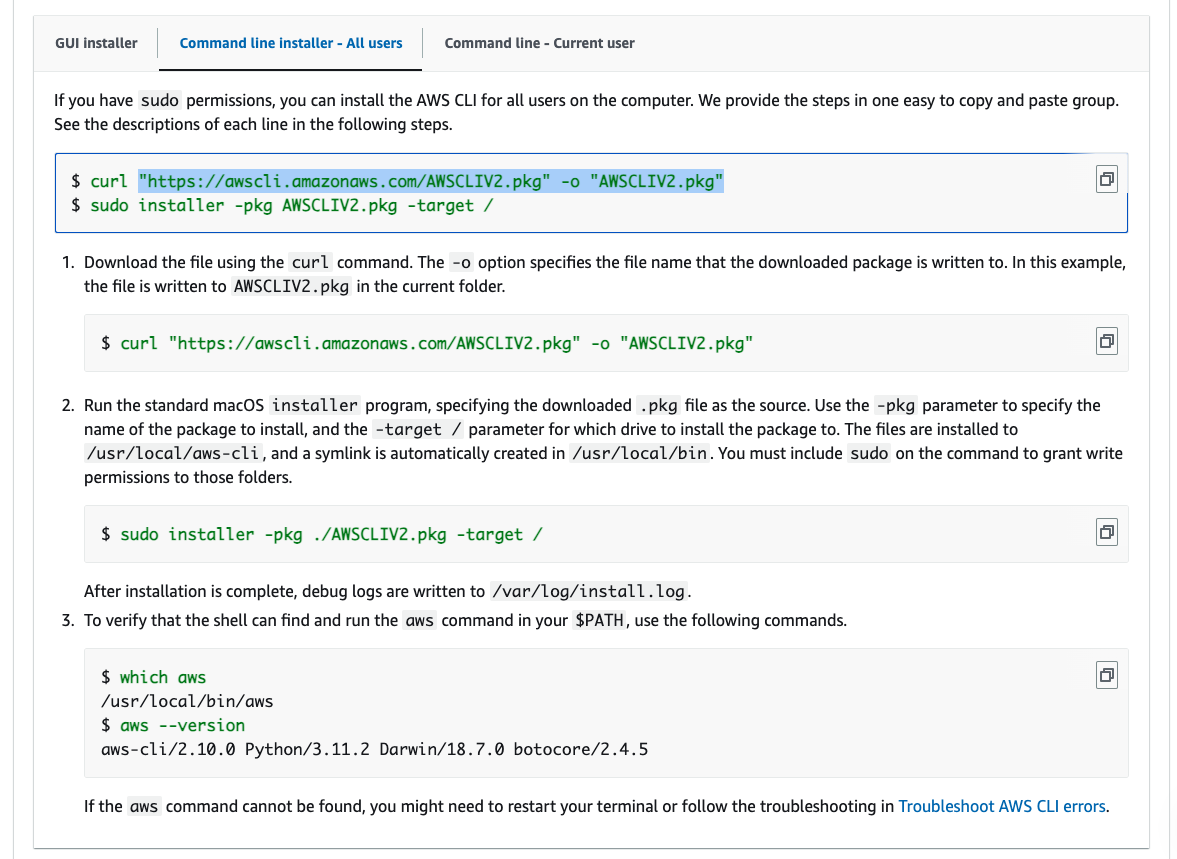 GUI installer
Command line installer - All users
Command line - Current user
If you have sudo permissions, you can install the AWS CLI for all users on the computer. We provide the steps in one easy to copy and paste group.
See the descriptions of each line in the following steps.
$ curl "https://awscli.amazonaws.com/AWSCLIV2.pkg" -o "AWSCLIV2.pkg"
$ sudo installer -pkg AWSCLIV2.pkg -target /
1. Download the file using the curl command. The -o option specifies the file name that the downloaded package is written to. In this example,
the file is written to AWSCLIV2.pkg in the current folder.
$ curl "https://awscli.amazonaws.com/AWSCLIV2.pkg" -o "AWSCLIV2.pkg"
2. Run the standard macOS installer program, specifying the downloaded .pkg file as the source. Use the -pkg parameter to specify the
name of the package to install, and the -target / parameter for which drive to install the package to. The files are installed to
/usr/local/aws-cli, and a symlink is automatically created in /usr/local/bin. You must include sudo on the command to grant write
permissions to those folders.
$ sudo installer -pkg ./AWSCLIV2.pkg -target /
After installation is complete, debug logs are written to /var/log/install.log.
3. To verify that the shell can find and run the aws command in your $PATH, use the following commands.
$ which aws
/usr/local/bin/aws
$ aws --version
aws-cli/2.10.0 Python/3.11.2 Darwin/18.7.0 botocore/2.4.5
If the aws command cannot be found, you might need to restart your terminal or follow the troubleshooting in Troubleshoot AWS CLI errors.